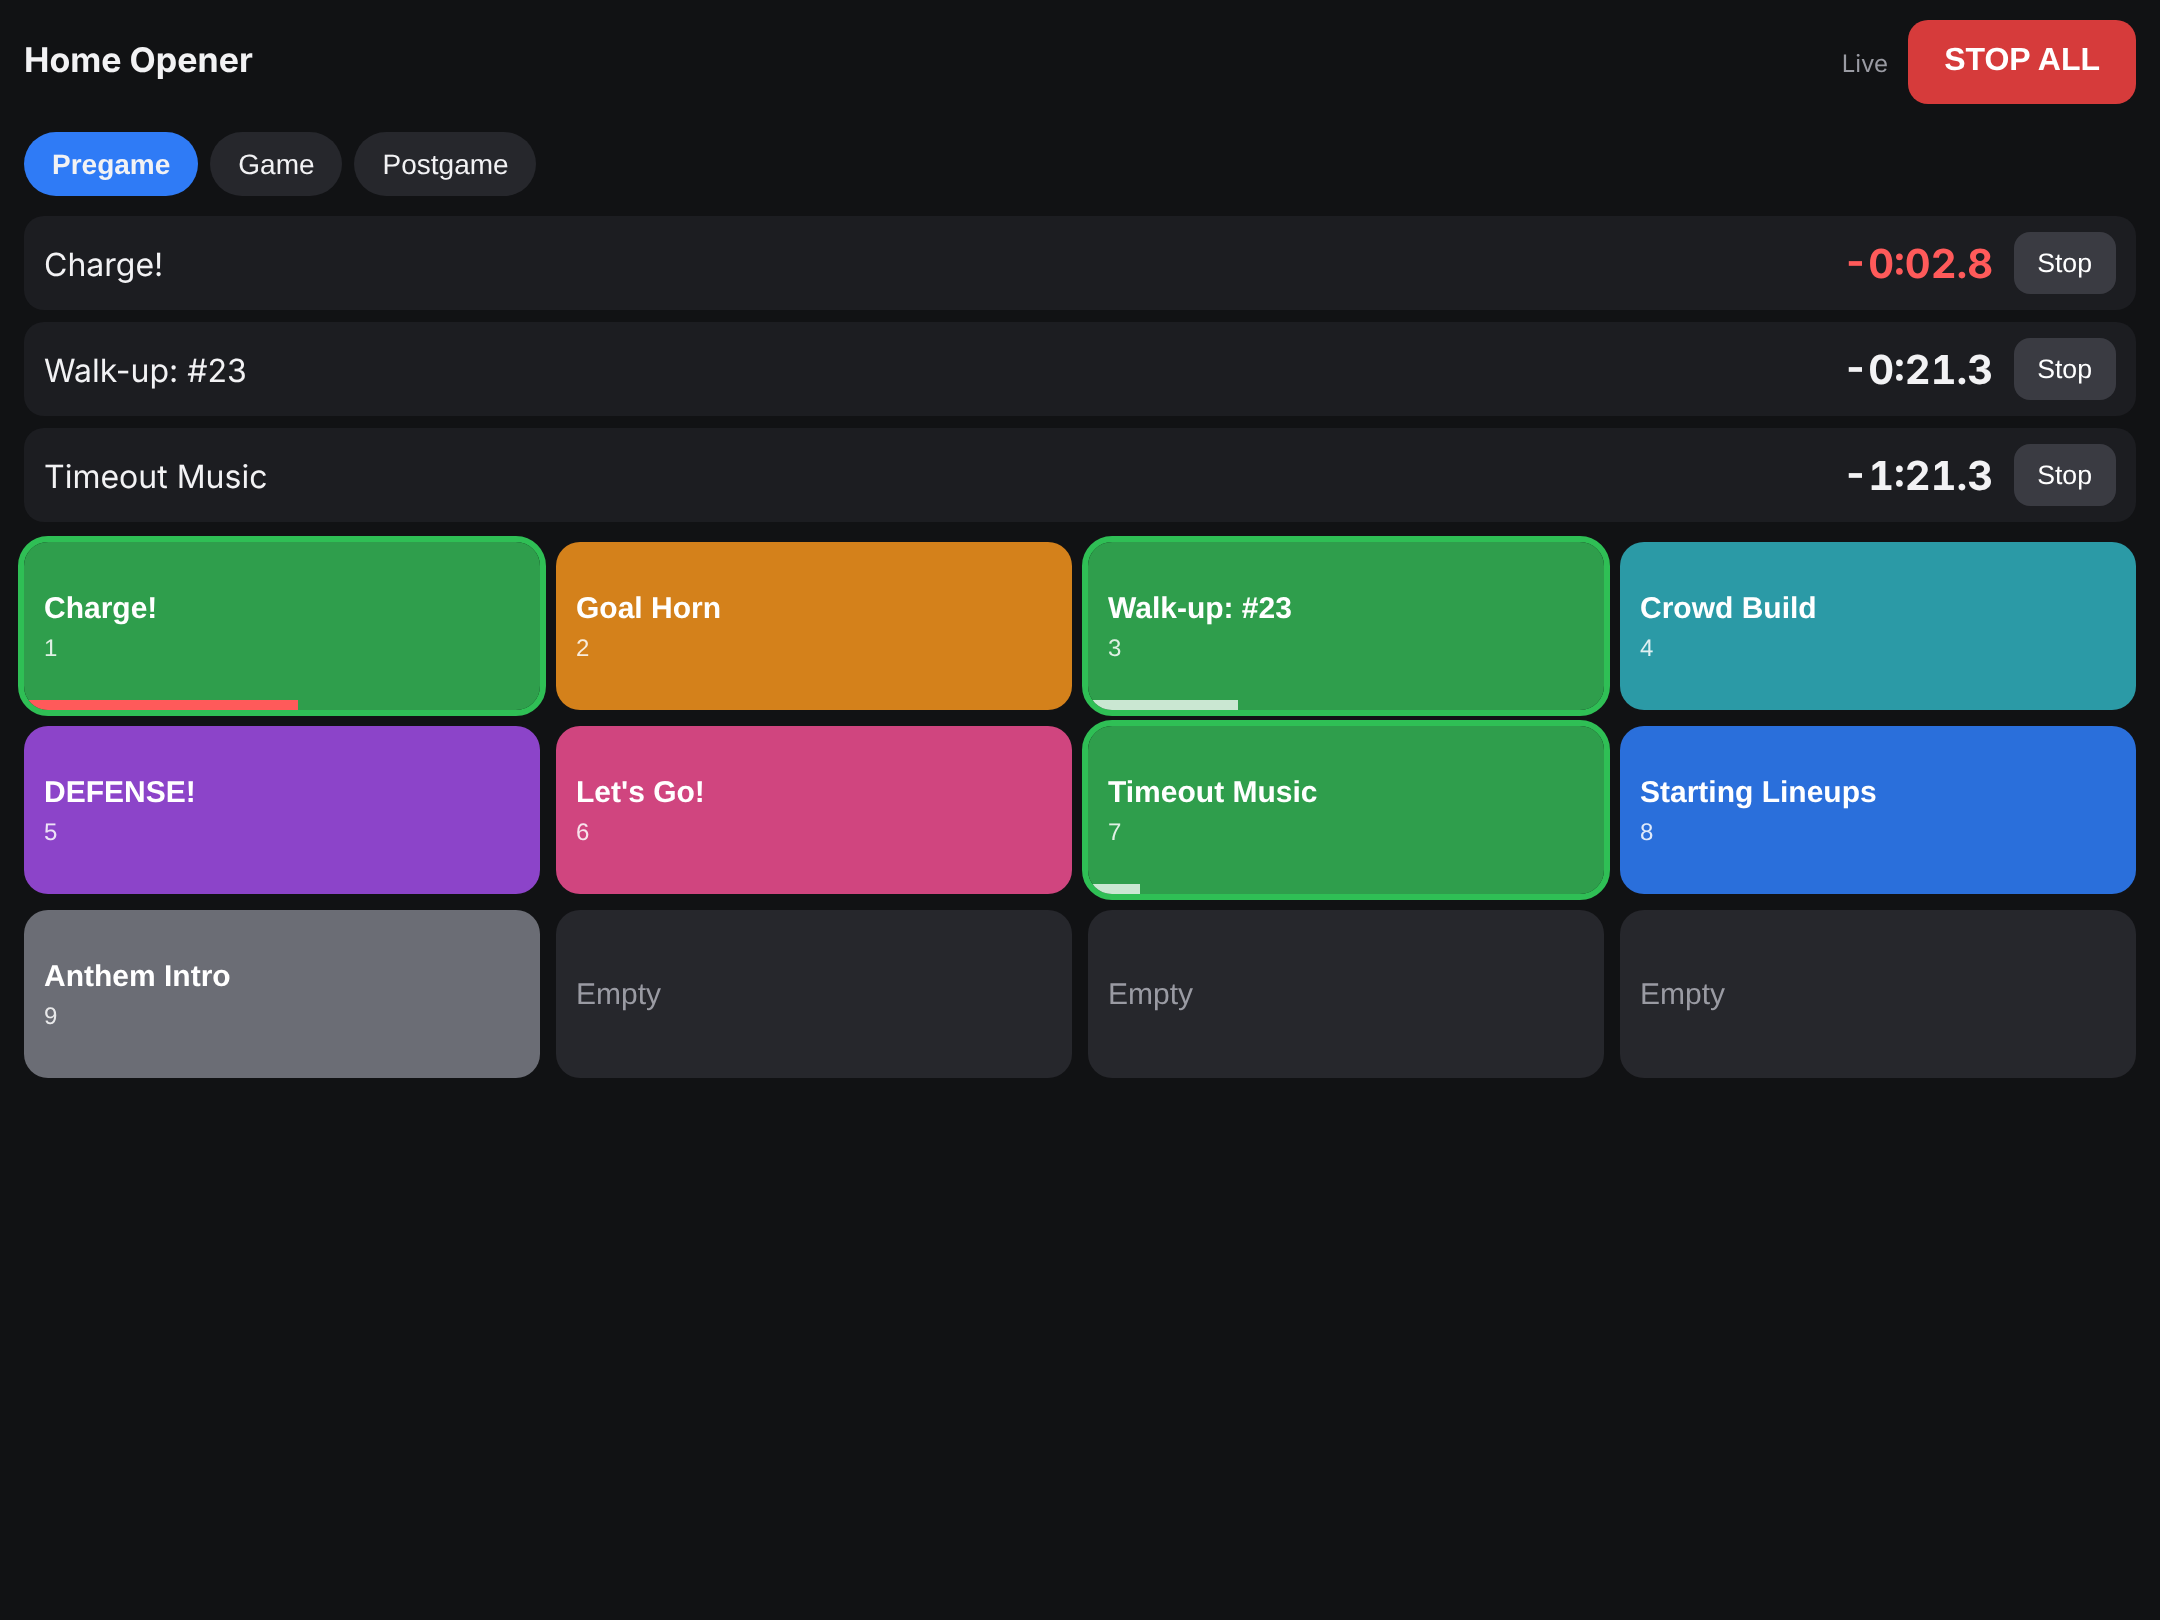 Home Opener
Live
STOP ALL
Pregame
Game
Postgame
Charge!
-0:02.8
Stop
Walk-up: #23
-0:21.3
Stop
Timeout Music
-1:21.3
Stop
Charge!
1
Goal Horn
2
Walk-up: #23
3
Crowd Build
4
DEFENSE!
5
Let's Go!
6
Timeout Music
7
Starting Lineups
8
Anthem Intro
9
Empty
Empty
Empty